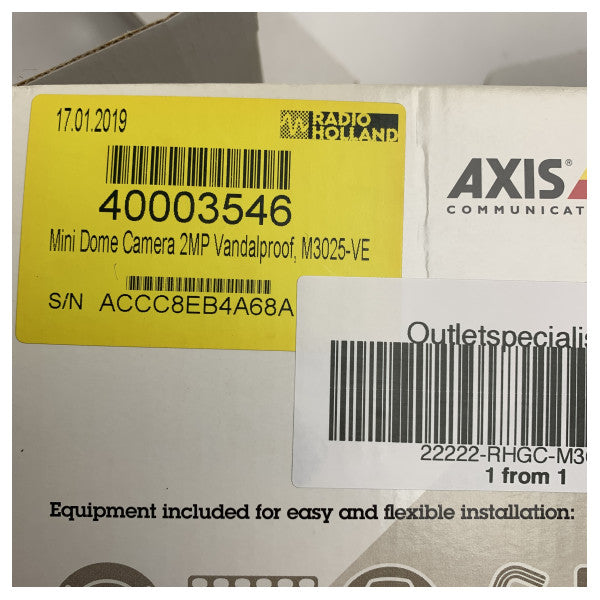 17.01.2019
RADIO
HOLLAND
40003546
Mini Dome Camera 2MP Vandalproof, M3025-VE
S/N ACCC8EB4A68A
AXIS
COMMUNICAT
Outletspecialis
22222-RHGC-M3
1 from 1
Equipment included for easy and flexible installation: